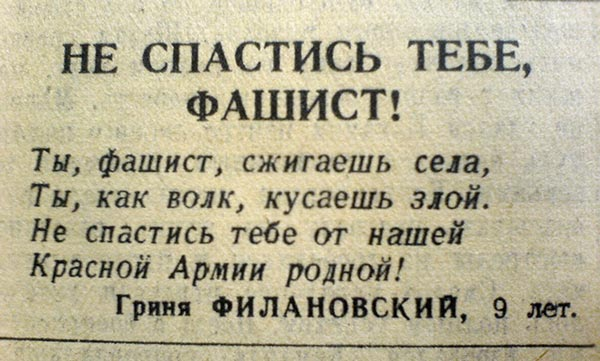 НЕ СПАСТИСЬ ТЕБЕ,
ФАШИСТ!
Ты, фашист, сжигаешь села,
Ты, как волк, кусаешь злой.
Не спастись тебе от нашей
Красной Армии родной!
Гриня ФИЛАНОВСКИЙ, 9 лет.